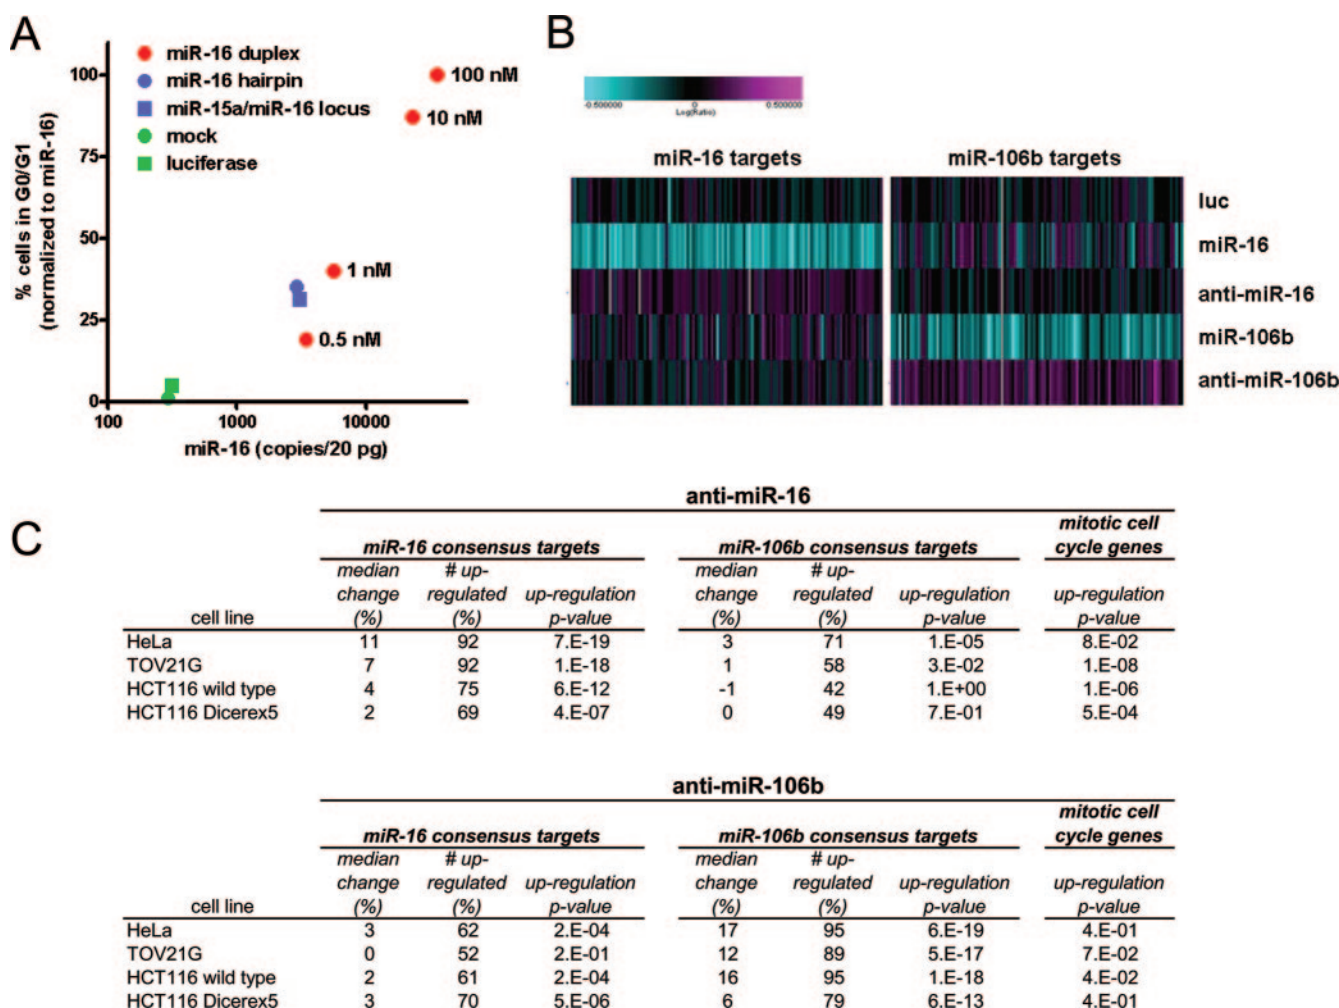 A
miR-16 duplex
miR-16 hairpin
miR-15a/miR-16 locus
mock
luciferase
100 nM
10 nM
1 nM
0.5 nM
100
75
50
25
0
100 1000 10000
% cells in G0/G1
(normalized to miR-16)
miR-16 (copies/20 pg)
B
-0.500000 0 0.500000
Log(Ratio)
miR-16 targets miR-106b targets
luc
miR-16
anti-miR-16
miR-106b
anti-miR-106b
C
anti-miR-16
mitotic cell
miR-16 consensus targets miR-106b consensus targets cycle genes
median # up- median # up-
change regulated up-regulation change regulated up-regulation up-regulation
cell line (%) (%) p-value (%) (%) p-value p-value
HeLa 11 92 7.E-19 3 71 1.E-05 8.E-02
TOV21G 7 92 1.E-18 1 58 3.E-02 1.E-08
HCT116 wild type 4 75 6.E-12 -1 42 1.E+00 1.E-06
HCT116 Dicerex5 2 69 4.E-07 0 49 7.E-01 5.E-04
anti-miR-106b
mitotic cell
miR-16 consensus targets miR-106b consensus targets cycle genes
median # up- median # up-
change regulated up-regulation change regulated up-regulation up-regulation
cell line (%) (%) p-value (%) (%) p-value p-value
HeLa 3 62 2.E-04 17 95 6.E-19 4.E-01
TOV21G 0 52 2.E-01 12 89 5.E-17 7.E-02
HCT116 wild type 2 61 2.E-04 16 95 1.E-18 4.E-02
HCT116 Dicerex5 3 70 5.E-06 6 79 6.E-13 4.E-01